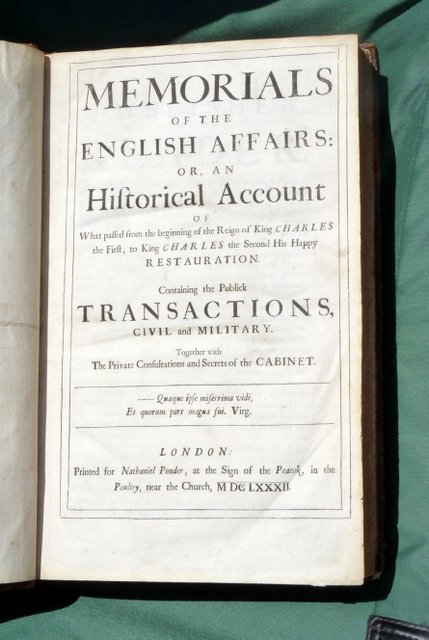 MEMORIALS
OF THE
ENGLISH AFFAIRS:
OR, AN
Hiſtorical Account
OF
What paſſed from the beginning of the Reign of King CHARLES
the Firſt, to King CHARLES the Second His Happy
RESTAURATION.
Containing the Publick
TRANSACTIONS,
CIVIL and MILITARY.
Together with
The Private Conſultations and Secrets of the CABINET.
—— Quæque ipſe miſerrima vidi,
Et quorum pars magna fui. Virg.
LONDON:
Printed for Nathaniel Ponder, at the Sign of the Peacock, in the
Poultry, near the Church, M DC LXXXII.